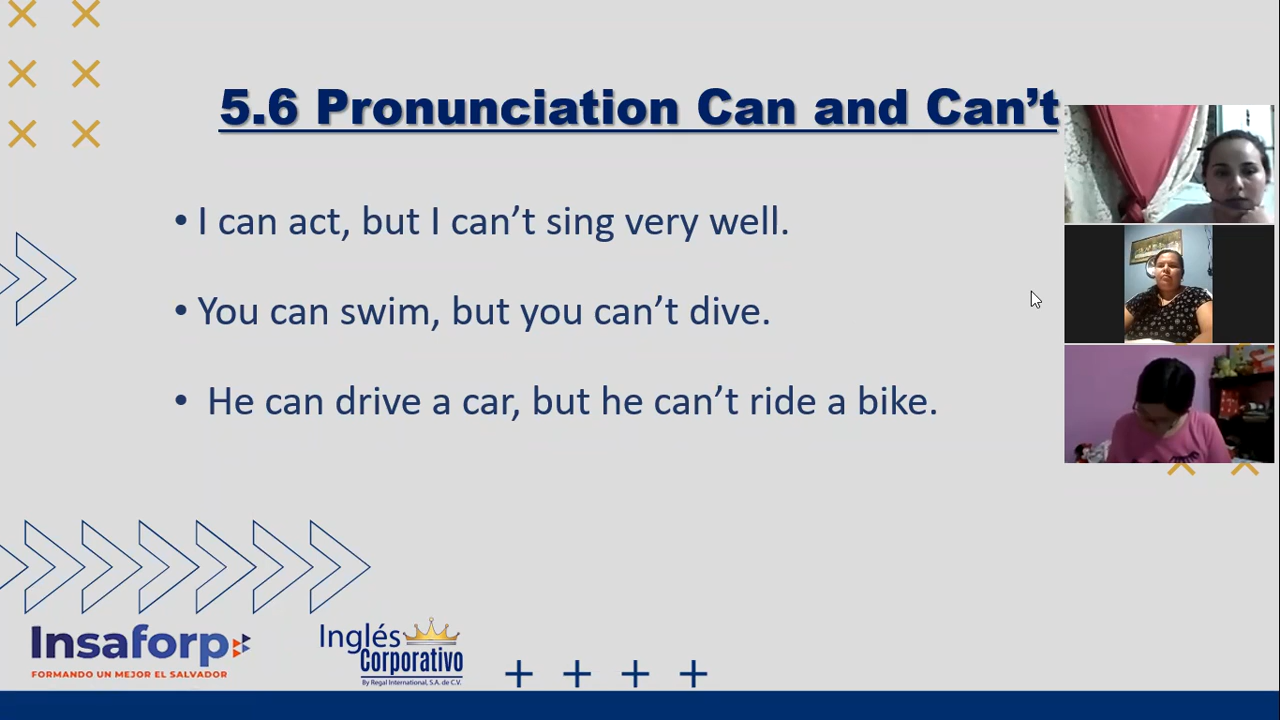 5.6 Pronunciation Can and Can’t
• I can act, but I can’t sing very well.
• You can swim, but you can’t dive.
• He can drive a car, but he can’t ride a bike.
Insaforp
FORMANDO UN MEJOR EL SALVADOR
Inglés
Corporativo
By Regal International, S.A. de C.V.